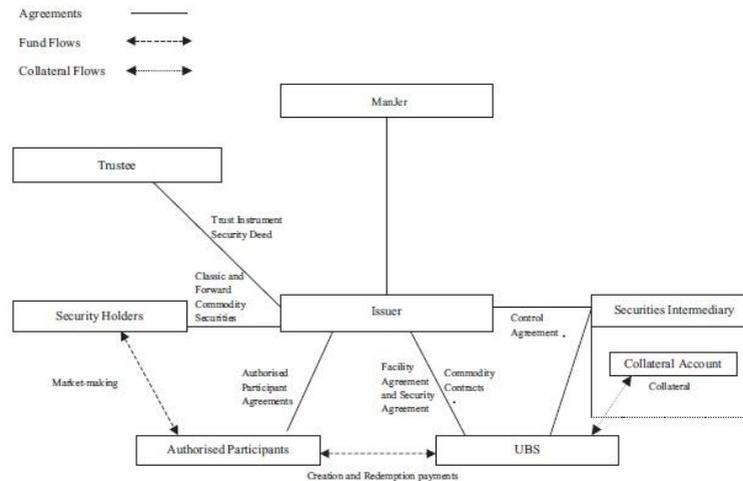 Agreements
Fund Flows
Collateral Flows
ManJer
Trustee
Trust Instrument
Security Deed
Classic and
Forward
Commodity
Securities
Security Holders
Issuer
Securities Intermediary
Control
Agreement
Collateral Account
Collateral
Market-making
Authorised
Participant
Agreements
Facility
Agreement
and Security
Agreement
Commodity
Contracts
Authorised Participants
UBS
Creation and Redemption payments